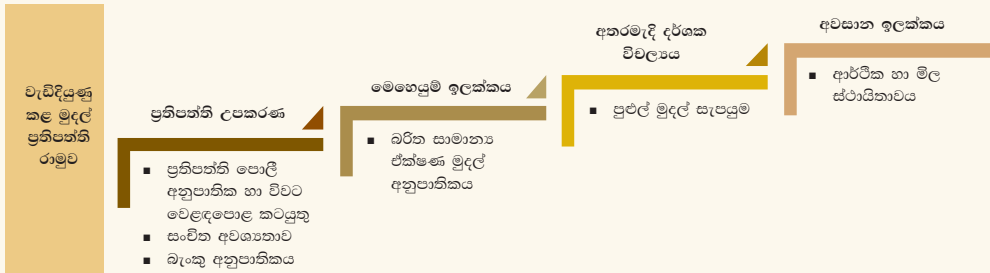 වැඩිදියුණු
කළ මුදල්
ප්‍රතිපත්ති
රාමුව
ප්‍රතිපත්ති උපකරණ
■ ප්‍රතිපත්ති පොලී
අනුපාතික හා විවට
වෙළඳපොළ කටයුතු
■ සංචිත අවශ්‍යතාව
■ බැංකු අනුපාතිකය
මෙහෙයුම් ඉලක්කය
■ බරිත සාමාන්‍ය
ඒක්ෂණ මුදල්
අනුපාතිකය
අතරමැදි දර්ශක
විචල්‍යය
■ පුළුල් මුදල් සැපයුම
අවසාන ඉලක්කය
■ ආර්ථික හා මිල
ස්ථායිතාවය